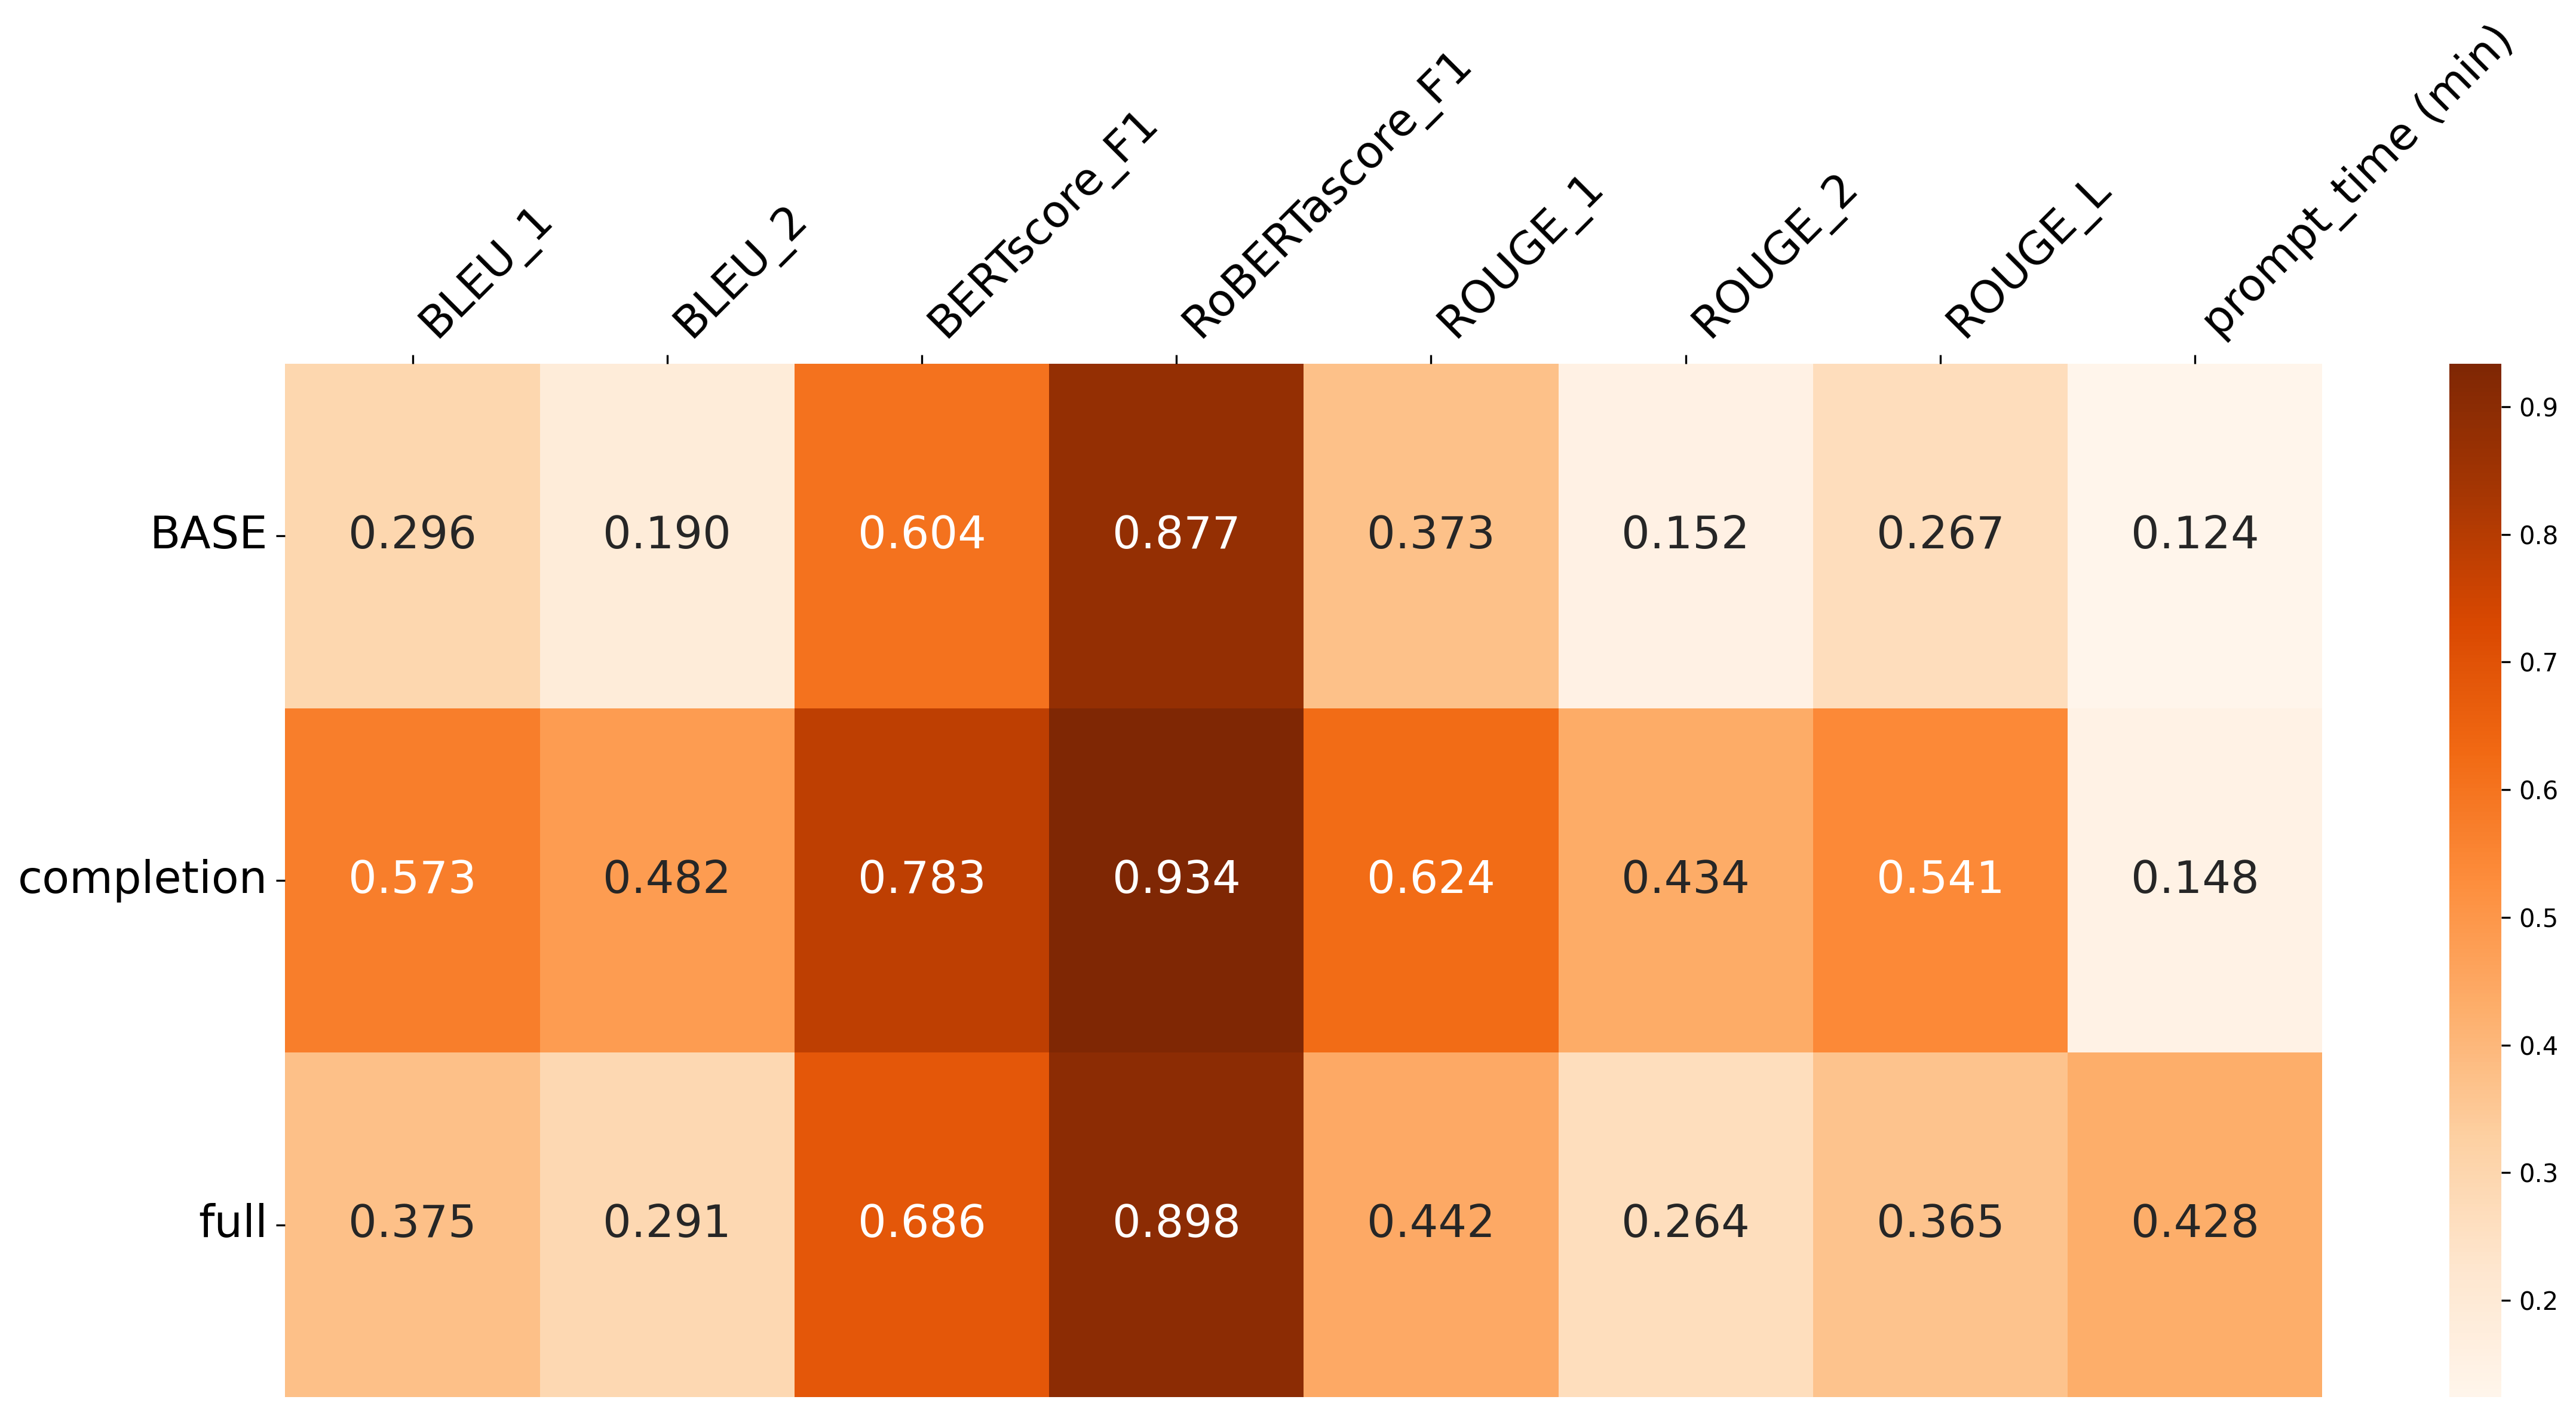 BLEU_1
BLEU_2
BERTscore_F1
RoBERTascore_F1
ROUGE_1
ROUGE_2
ROUGE_L
prompt_time (min)
BASE
0.296
0.190
0.604
0.877
0.373
0.152
0.267
0.124
completion
0.573
0.482
0.783
0.934
0.624
0.434
0.541
0.148
full
0.375
0.291
0.686
0.898
0.442
0.264
0.365
0.428
0.9
0.8
0.7
0.6
0.5
0.4
0.3
0.2